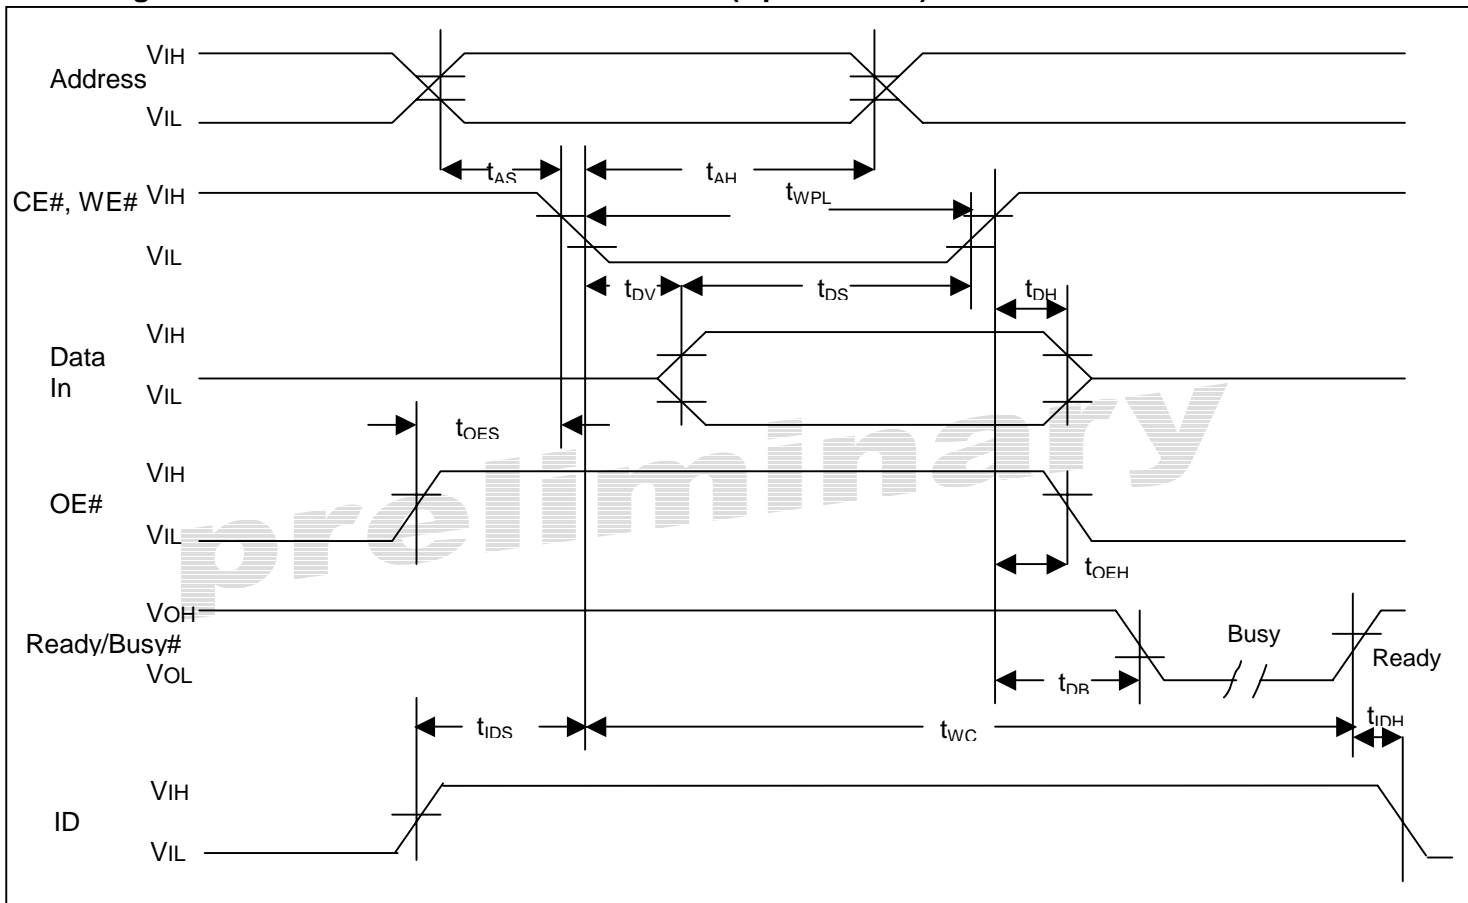 VIH
Address
VIL
tAS
tAH
CE#, WE# VIH
tWPL
VIL
tDV
tDS
tDH
VIH
Data
In
VIL
tOES
VIH
OE#
VIL
tOEH
preliminary
VOH
Ready/Busy#
VOL
Busy
Ready
tDB
tIDS
tWC
tIDH
VIH
ID
VIL